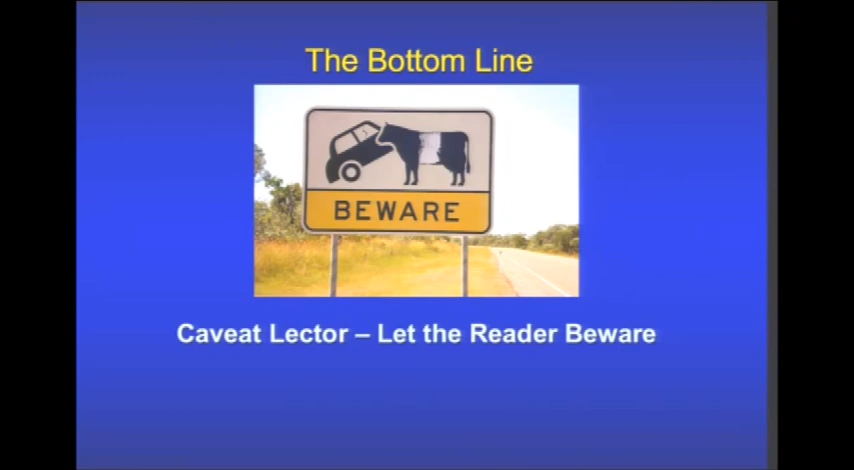 The Bottom Line
BEWARE
Caveat Lector – Let the Reader Beware